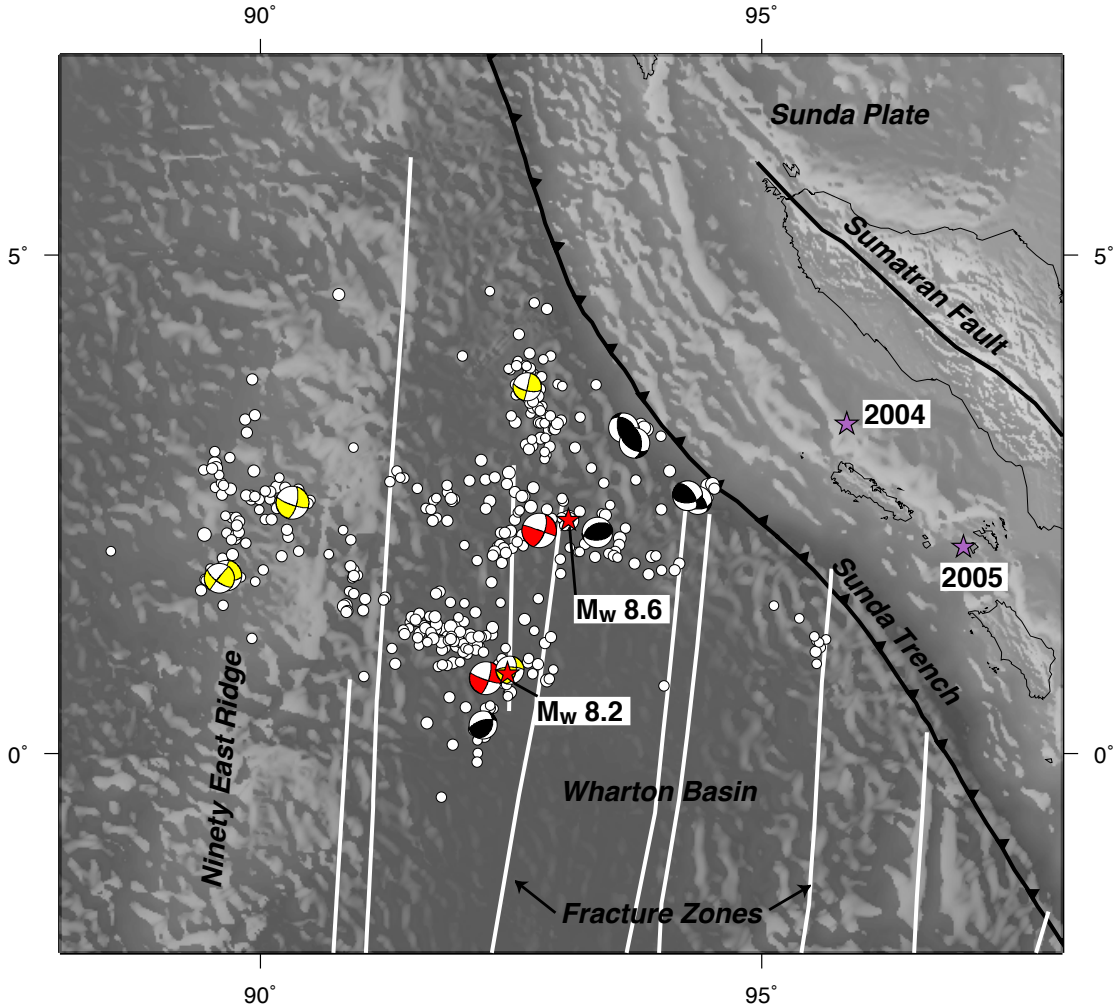 90˚ 95˚
Sunda Plate
Sumatran Fault
5˚ 5˚
2004
2005
Sunda Trench
Mw 8.6
Mw 8.2
Ninety East Ridge
0˚ 0˚
Wharton Basin
Fracture Zones
90˚ 95˚